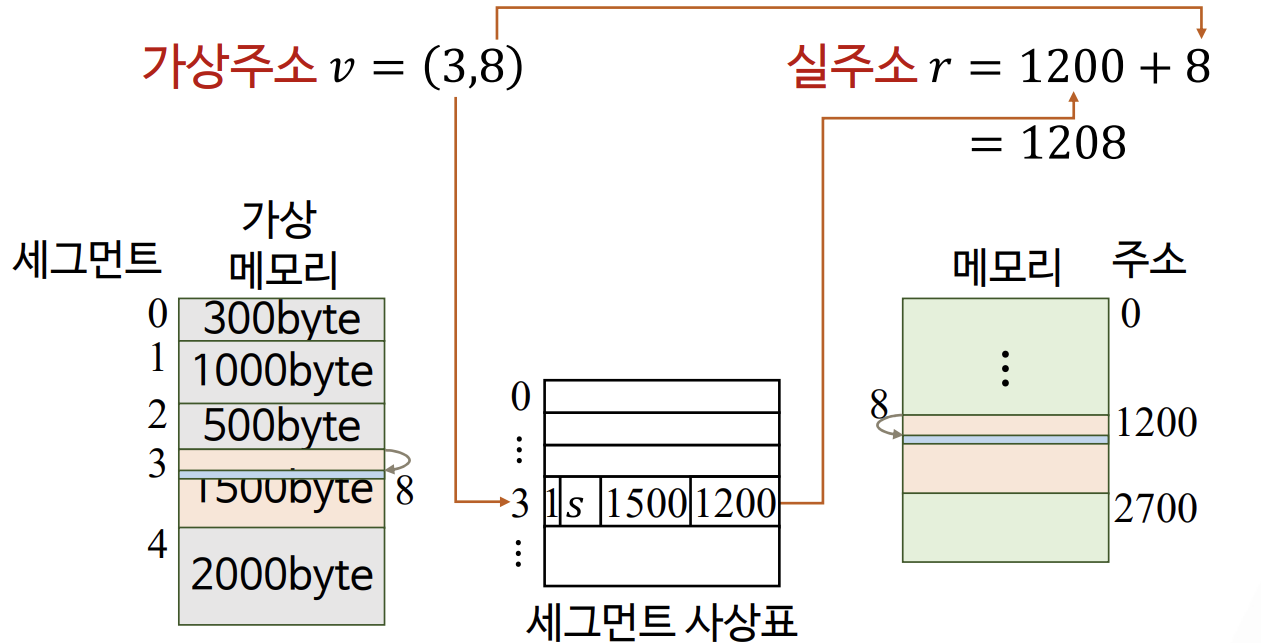 가상주소 v = (3,8)
실주소 r = 1200 + 8
= 1208
세그먼트
가상
메모리
0 300byte
1 1000byte
2 500byte
3 1500byte
8
4 2000byte
0
⋮
3 1 s 1500 1200
⋮
세그먼트 사상표
메모리 주소
0
⋮
8
1200
2700